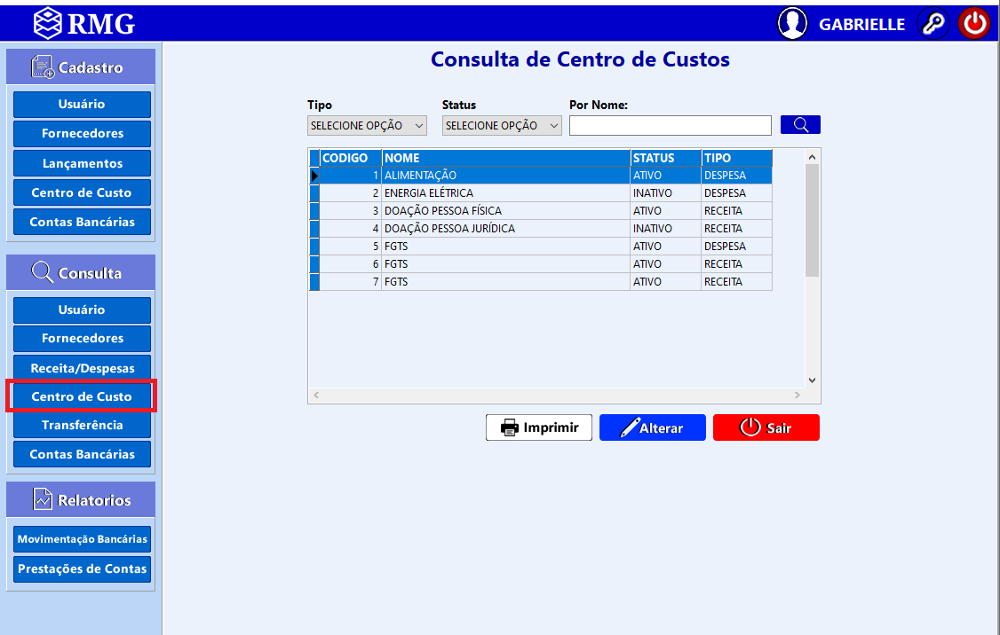 RMG
GABRIELLE
Cadastro
Usuário
Fornecedores
Lançamentos
Centro de Custo
Contas Bancárias
Consulta
Usuário
Fornecedores
Receita/Despesas
Centro de Custo
Transferência
Contas Bancárias
Relatorios
Movimentação Bancárias
Prestações de Contas
Consulta de Centro de Custos
Tipo Status Por Nome:
SELECIONE OPÇÃO SELECIONE OPÇÃO
CODIGO NOME STATUS TIPO
1 ALIMENTAÇÃO ATIVO DESPESA
2 ENERGIA ELÉTRICA INATIVO DESPESA
3 DOAÇÃO PESSOA FÍSICA ATIVO RECEITA
4 DOAÇÃO PESSOA JURÍDICA INATIVO RECEITA
5 FGTS ATIVO DESPESA
6 FGTS ATIVO RECEITA
7 FGTS ATIVO RECEITA
Imprimir Alterar Sair